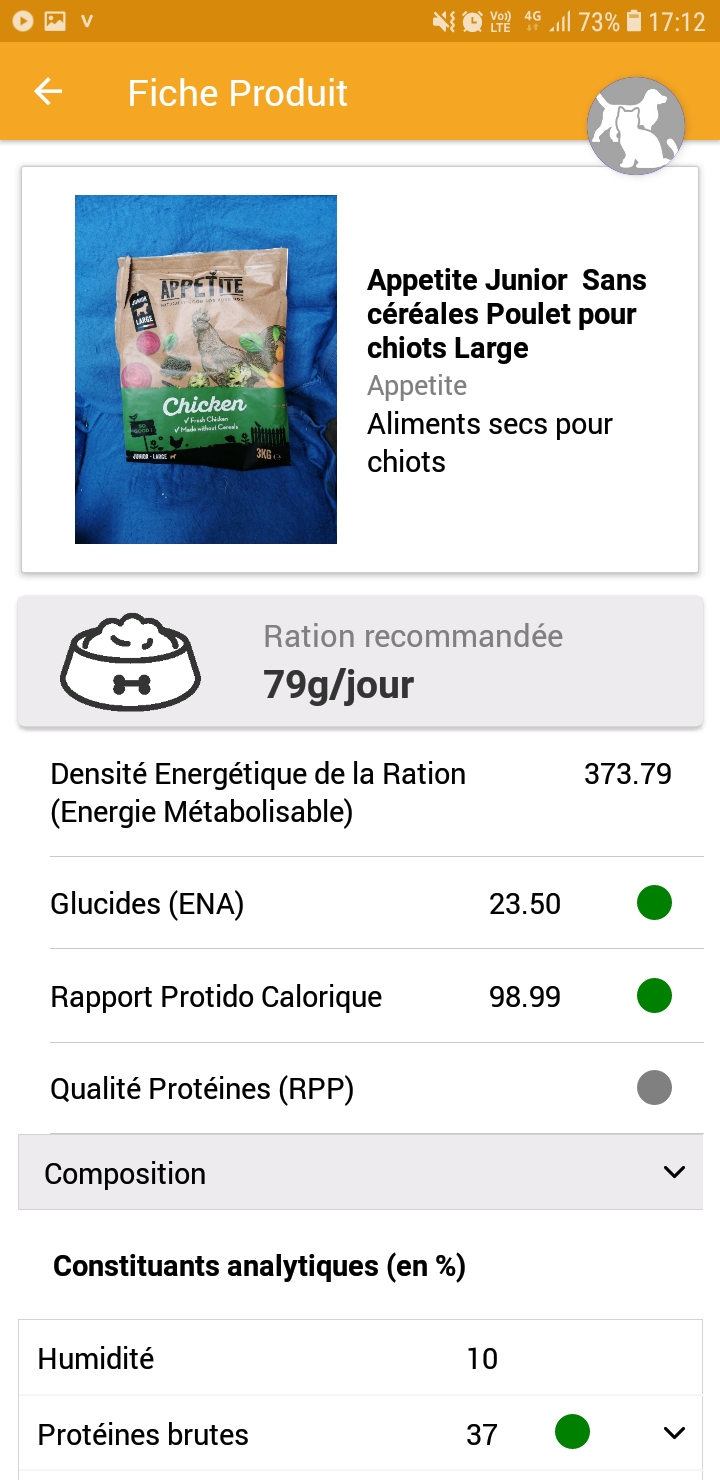 V
Vo)) 4G 73% 17:12
LTE
Fiche Produit
APPETITE
JUNIOR
LARGE
Chicken
✓ Fresh Chicken
✓ Made without Cereals
SO
GOOD !
JUNIOR - LARGE
3KG
Appetite Junior Sans
céréales Poulet pour
chiots Large
Appetite
Aliments secs pour
chiots
Ration recommandée
79g/jour
Densité Energétique de la Ration 373.79
(Energie Métabolisable)
Glucides (ENA) 23.50
Rapport Protido Calorique 98.99
Qualité Protéines (RPP)
Composition
Constituants analytiques (en %)
Humidité 10
Protéines brutes 37